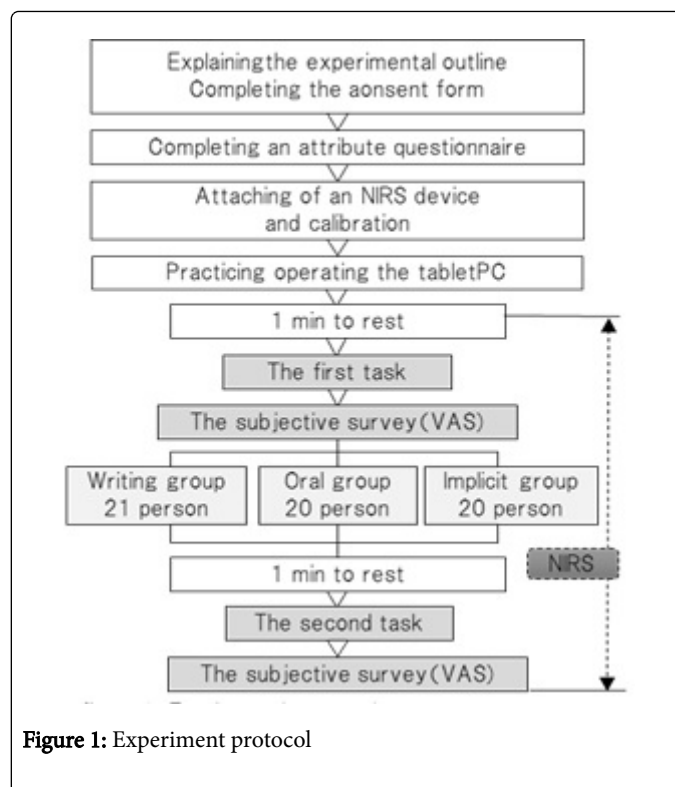 Explainingthe experimental outline
Completing the aonsent form
Completing an attribute questionnaire
Attaching of an NIRS device
and calibration
Practicing operating the tabletPC
1 min to rest
The first task
The subjective survey(VAS)
Writing group
21 person
Oral group
20 person
Implicit group
20 person
NIRS
1 min to rest
The second task
The subjective survey(VAS)
Figure 1: Experiment protocol